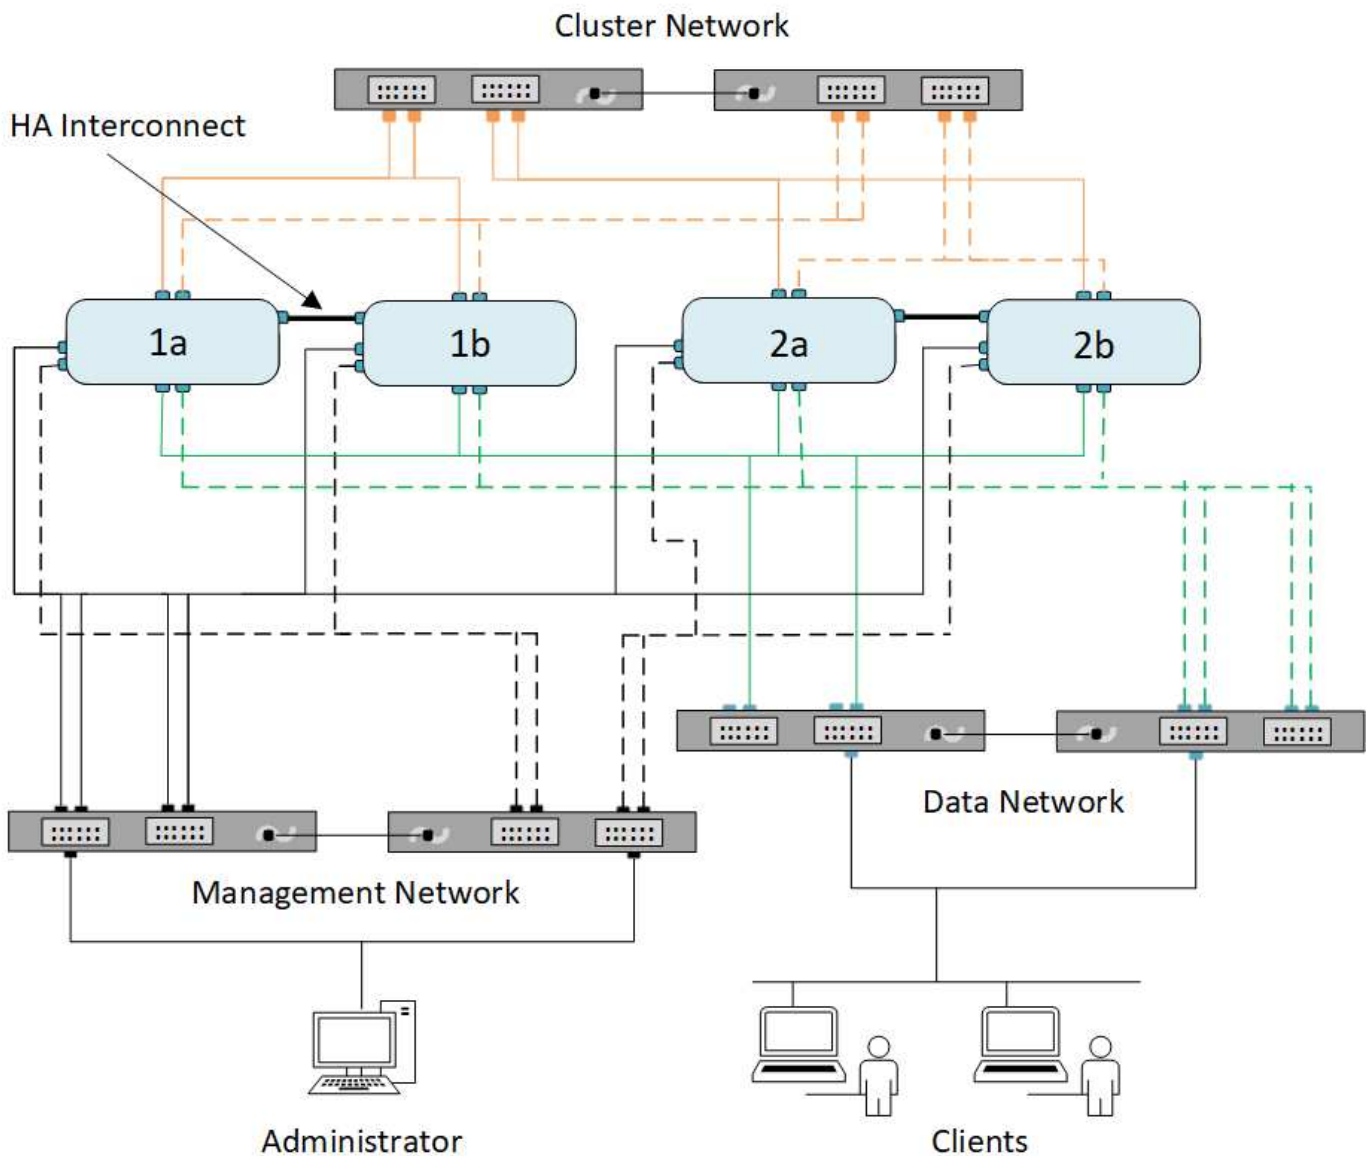 Cluster Network
HA Interconnect
1a
1b
2a
2b
Data Network
Management Network
Administrator
Clients